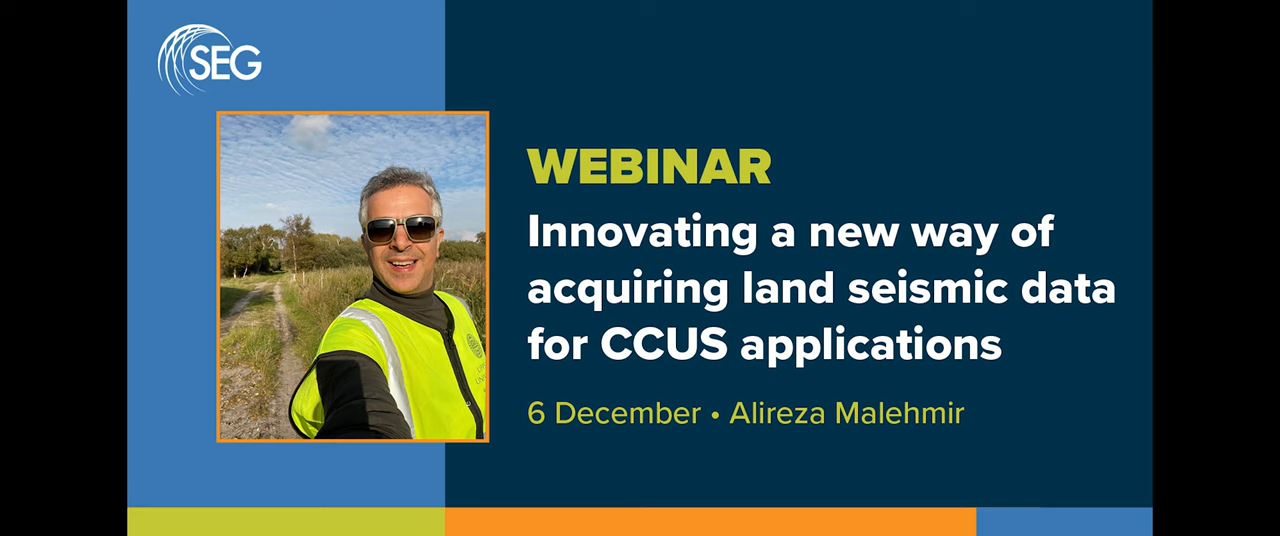 SEG
WEBINAR
Innovating a new way of
acquiring land seismic data
for CCUS applications
6 December • Alireza Malehmir